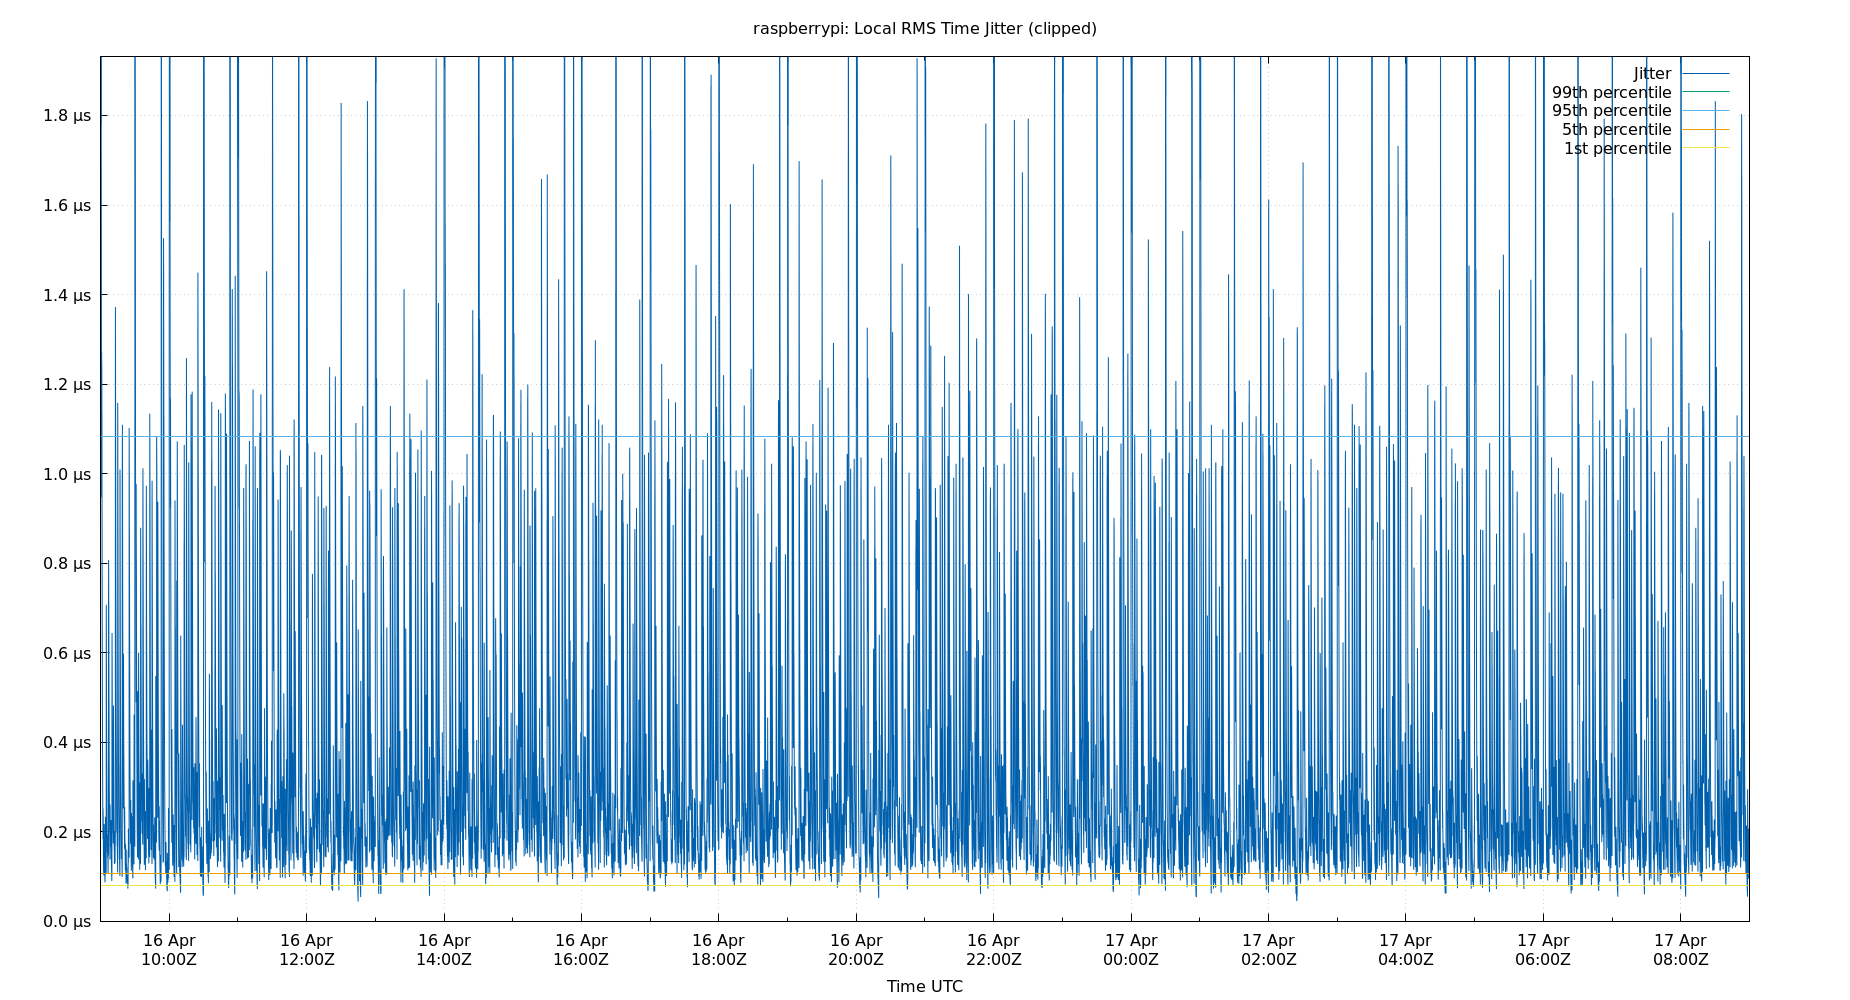 raspberrypi: Local RMS Time Jitter (clipped)
Jitter
99th percentile
95th percentile
5th percentile
1st percentile
1.8 µs
1.6 µs
1.4 µs
1.2 µs
1.0 µs
0.8 µs
0.6 µs
0.4 µs
0.2 µs
0.0 µs
16 Apr 16 Apr 16 Apr 16 Apr 16 Apr 16 Apr 16 Apr 17 Apr 17 Apr 17 Apr 17 Apr 17 Apr
10:00Z 12:00Z 14:00Z 16:00Z 18:00Z 20:00Z 22:00Z 00:00Z 02:00Z 04:00Z 06:00Z 08:00Z
Time UTC